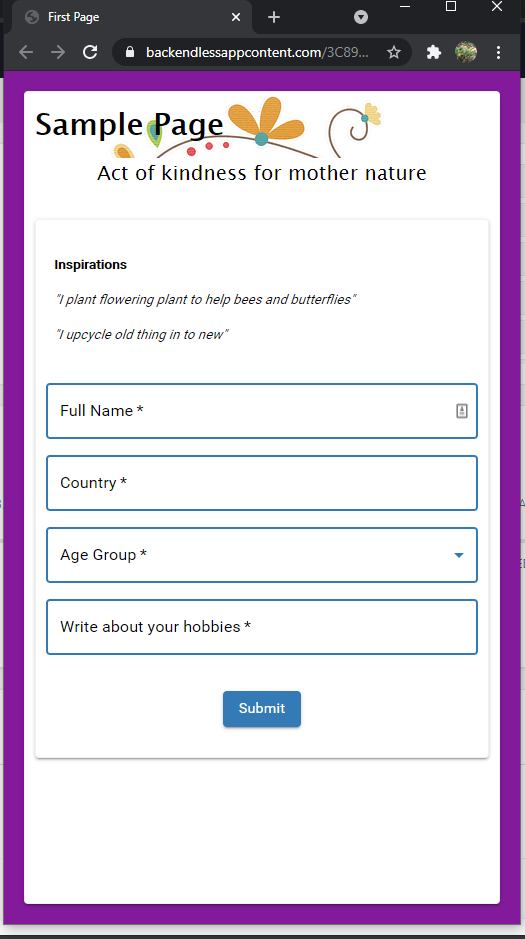 First Page
backendlessappcontent.com/3C89...
Sample Page
Act of kindness for mother nature
Inspirations
"I plant flowering plant to help bees and butterflies"
"I upcycle old thing in to new"
Full Name *
Country *
Age Group *
Write about your hobbies *
Submit